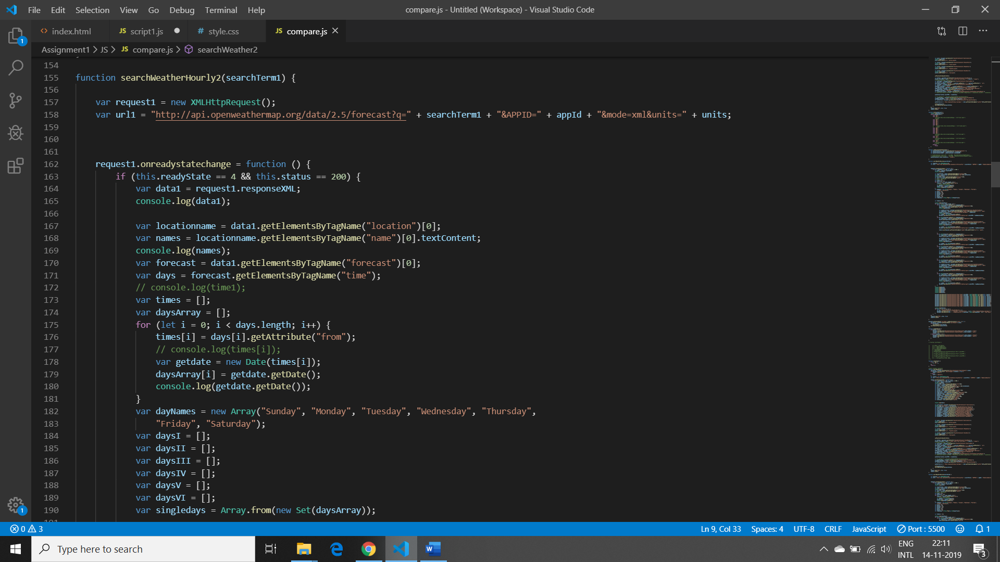 File Edit Selection View Go Debug Terminal Help
compare.js - Untitled (Workspace) - Visual Studio Code
1
<> index.html
JS script1.js
# style.css
JS compare.js
Assignment1 > JS > JS compare.js > searchWeather2
154
155 function searchWeatherHourly2(searchTerm1) {
156
157 var request1 = new XMLHttpRequest();
158 var url1 = "http://api.openweathermap.org/data/2.5/forecast?q=" + searchTerm1 + "&APPID=" + appId + "&mode=xml&units=" + units;
159
160
161
162 request1.onreadystatechange = function () {
163 if (this.readyState == 4 && this.status == 200) {
164 var data1 = request1.responseXML;
165 console.log(data1);
166
167 var locationname = data1.getElementsByTagName("location")[0];
168 var names = locationname.getElementsByTagName("name")[0].textContent;
169 console.log(names);
170 var forecast = data1.getElementsByTagName("forecast")[0];
171 var days = forecast.getElementsByTagName("time");
172 // console.log(time1);
173 var times = [];
174 var daysArray = [];
175 for (let i = 0; i < days.length; i++) {
176 times[i] = days[i].getAttribute("from");
177 // console.log(times[i]);
178 var getdate = new Date(times[i]);
179 daysArray[i] = getdate.getDate();
180 console.log(getdate.getDate());
181 }
182 var dayNames = new Array("Sunday", "Monday", "Tuesday", "Wednesday", "Thursday",
183 "Friday", "Saturday");
184 var daysI = [];
185 var daysII = [];
186 var daysIII = [];
187 var daysIV = [];
188 var daysV = [];
189 var daysVI = [];
190 var singledays = Array.from(new Set(daysArray));
1
0 3
Ln 9, Col 33 Spaces: 4 UTF-8 CRLF JavaScript Port : 5500 1
Type here to search
ENG
INTL
22:11
14-11-2019
3